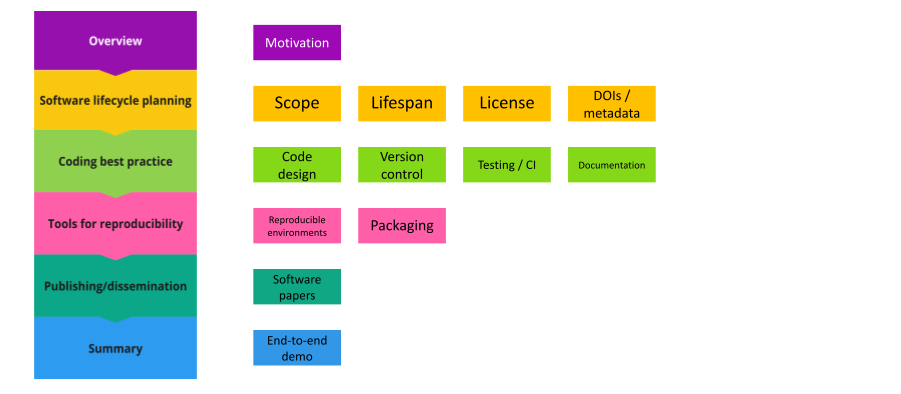 Overview
Motivation
Software lifecycle planning
Scope
Lifespan
License
DOIs /
metadata
Coding best practice
Code
design
Version
control
Testing / CI
Documentation
Tools for reproducibility
Reproducible
environments
Packaging
Publishing/dissemination
Software
papers
Summary
End-to-end
demo